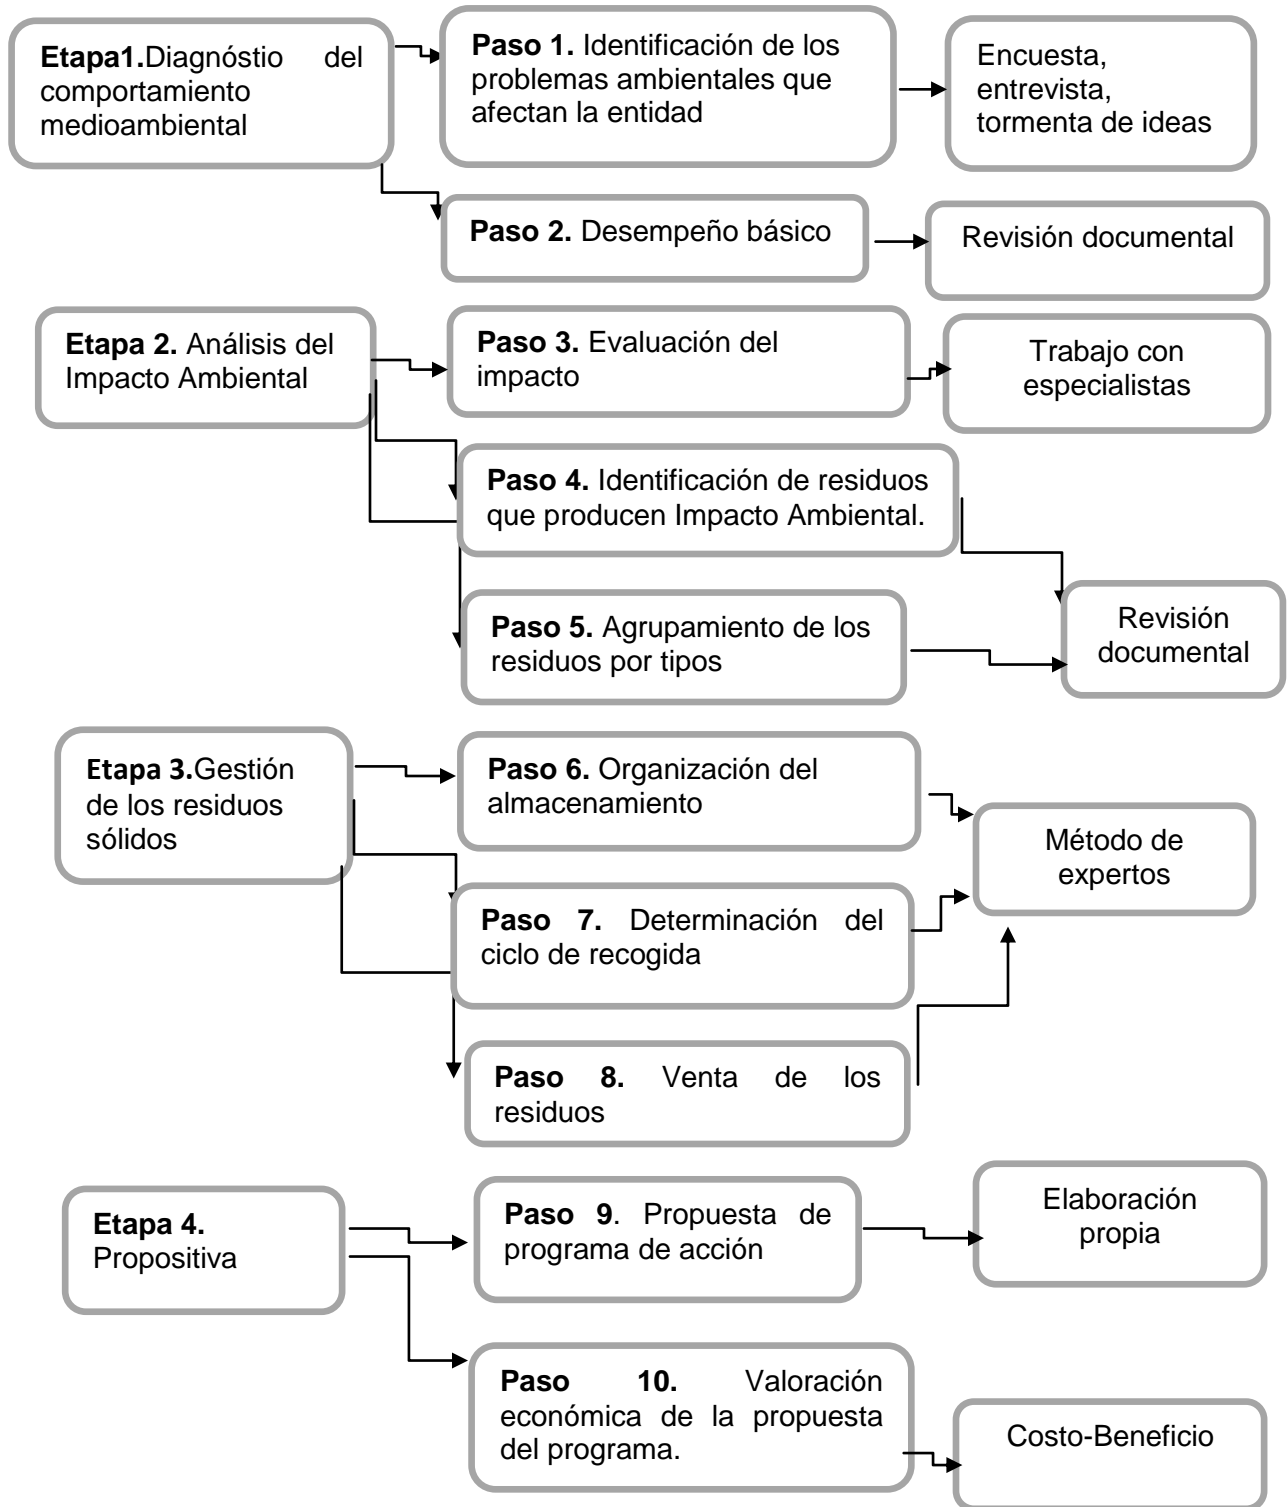 Etapa1.Diagnóstio del
comportamiento
medioambiental
Paso 1. Identificación de los
problemas ambientales que
afectan la entidad
Encuesta,
entrevista,
tormenta de ideas
Paso 2. Desempeño básico
Revisión documental
Etapa 2. Análisis del
Impacto Ambiental
Paso 3. Evaluación del
impacto
Trabajo con
especialistas
Paso 4. Identificación de residuos
que producen Impacto Ambiental.
Paso 5. Agrupamiento de los
residuos por tipos
Revisión
documental
Etapa 3.Gestión
de los residuos
sólidos
Paso 6. Organización del
almacenamiento
Paso 7. Determinación del
ciclo de recogida
Método de
expertos
Paso 8. Venta de los
residuos
Etapa 4.
Propositiva
Paso 9. Propuesta de
programa de acción
Elaboración
propia
Paso 10. Valoración
económica de la propuesta
del programa.
Costo-Beneficio